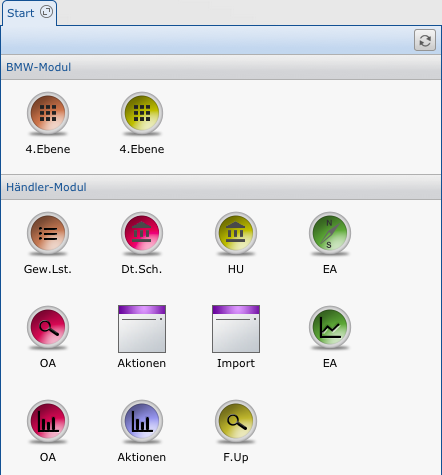 Start
BMW-Modul
4.Ebene 4.Ebene
Händler-Modul
N
S
Gew.Lst. Dt.Sch. HU EA
OA Aktionen Import EA
OA Aktionen F.Up